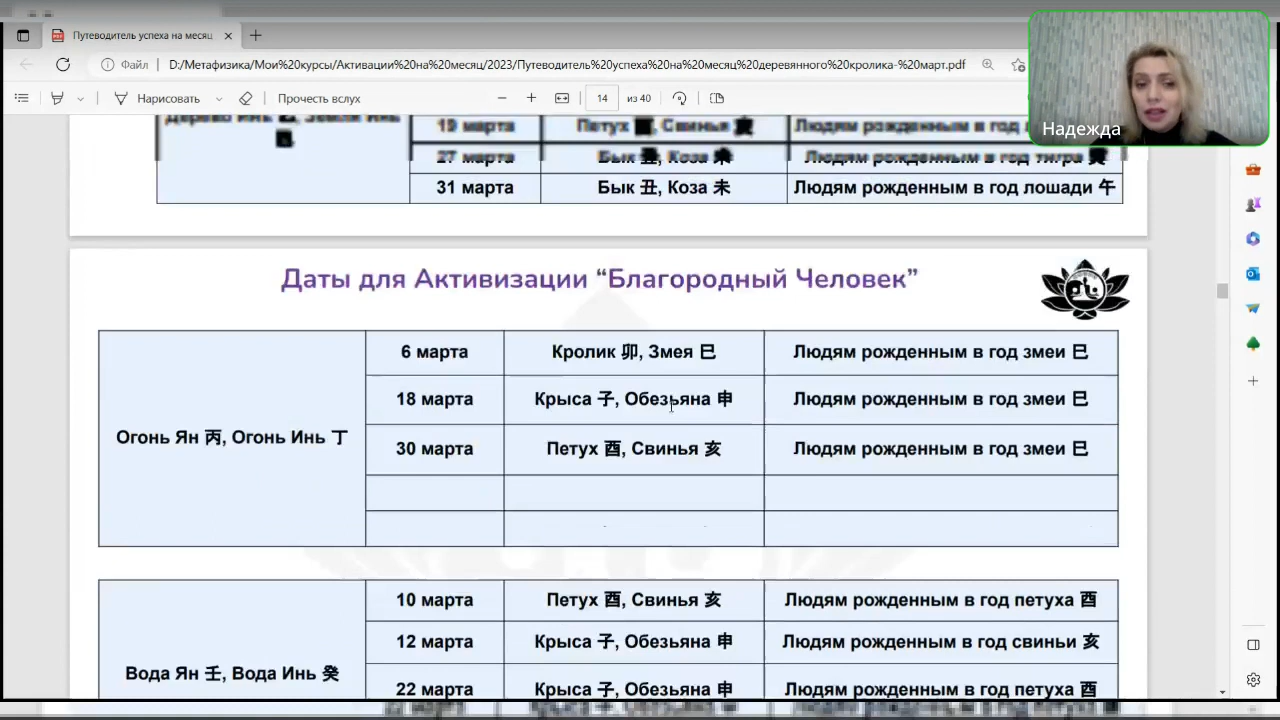 Путеводитель успеха на месяц
Файл D:/Метафизика/Мои%20курсы/Активации%20на%20месяц/2023/Путеводитель%20успеха%20на%20месяц%20деревянного%20кролика-%20март.pdf
Нарисовать Прочесть вслух 14 из 40
Надежда
19 марта Петух, Свинья 亥 Людям рожденным в год
27 марта Бык 丑, Коза 未 Людям рожденным в год тигра
31 марта Бык 丑, Коза 未 Людям рожденным в год лошади 午
Даты для Активизации “Благородный Человек”
6 марта Кролик 卯, Змея 巳 Людям рожденным в год змеи 巳
18 марта Крыса 子, Обезьяна 申 Людям рожденным в год змеи 巳
Огонь Ян 丙, Огонь Инь 丁
30 марта Петух 酉, Свинья 亥 Людям рожденным в год змеи 巳
10 марта Петух 酉, Свинья 亥 Людям рожденным в год петуха 酉
12 марта Крыса 子, Обезьяна 申 Людям рожденным в год свиньи 亥
Вода Ян 壬, Вода Инь 癸
22 марта Крыса 子, Обезьяна 申 Людям рожденным в год петуха 酉